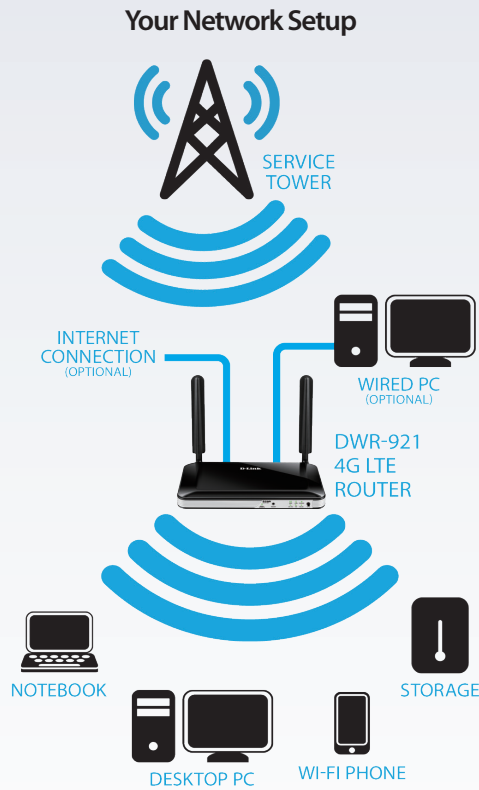 Your Network Setup
SERVICE
TOWER
INTERNET
CONNECTION
(OPTIONAL)
WIRED PC
(OPTIONAL)
D-Link
DWR-921
4G LTE
ROUTER
NOTEBOOK
STORAGE
DESKTOP PC
WI-FI PHONE